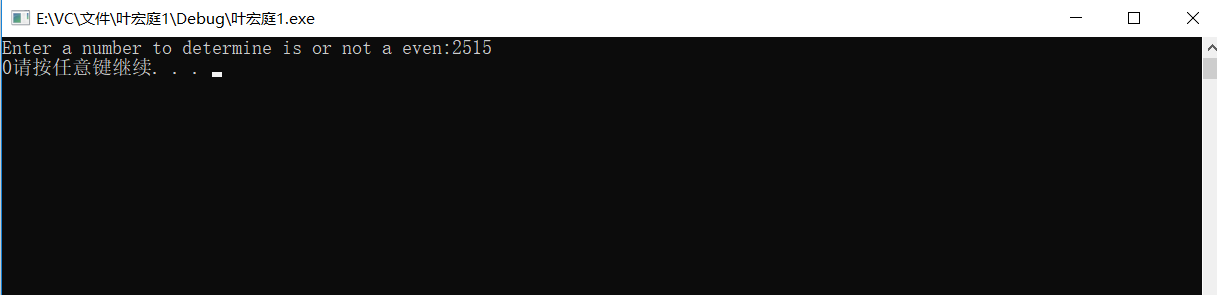 E:\VC\文件\叶宏庭1\Debug\叶宏庭1.exe
Enter a number to determine is or not a even:2515
0请按任意键继续. . .